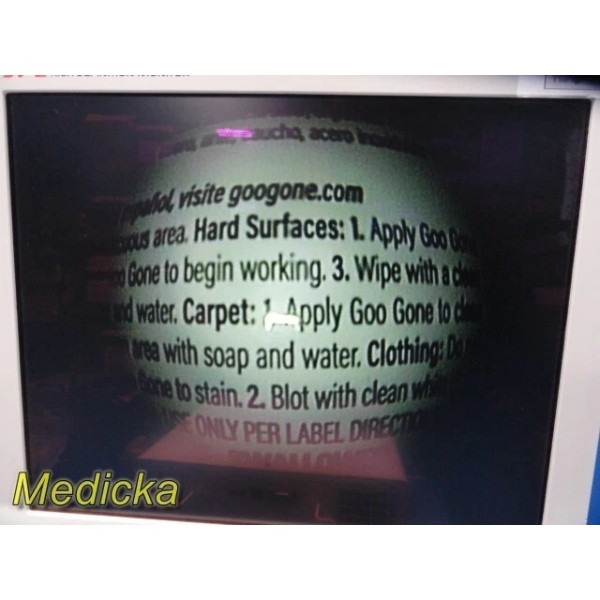 caucho, acero
español, visite googone.com
area. Hard Surfaces: 1. Apply Goo Gone
Gone to begin working. 3. Wipe with a clean
and water. Carpet: 1. Apply Goo Gone to
area with soap and water. Clothing: Do
Gone to stain. 2. Blot with clean
USE ONLY PER LABEL DIRECTIONS
Medicka